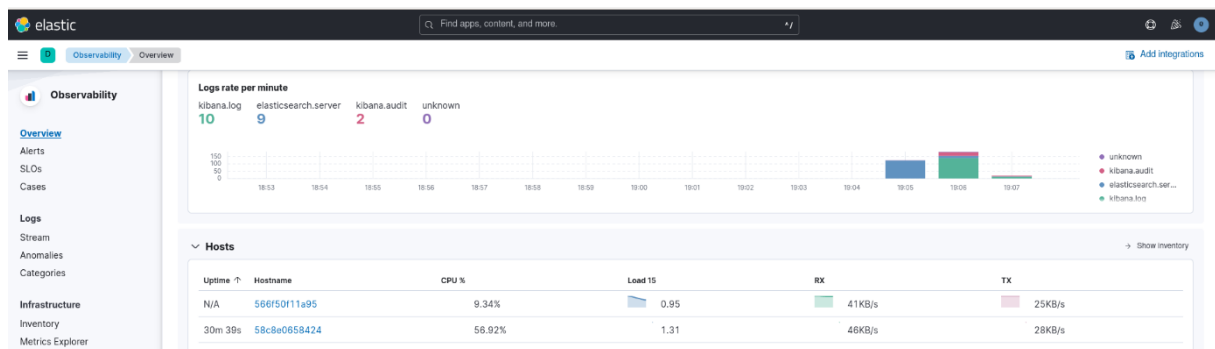 elastic
Find apps, content, and more.
^/
D
Observability
Overview
Add integrations
Observability
Overview
Alerts
SLOs
Cases
Logs
Stream
Anomalies
Categories
Infrastructure
Inventory
Metrics Explorer
Logs rate per minute
kibana.log elasticsearch.server kibana.audit unknown
10 9 2 0
150
100
50
0
18:53 18:54 18:55 18:56 18:57 18:58 18:59 19:00 19:01 19:02 19:03 19:04 19:05 19:06 19:07
unknown
kibana.audit
elasticsearch.ser...
kibana.log
Hosts
Show inventory
Uptime ↑ Hostname CPU % Load 15 RX TX
N/A 566f50f11a95 9.34% 0.95 41KB/s 25KB/s
30m 39s 58c8e0658424 56.92% 1.31 46KB/s 28KB/s